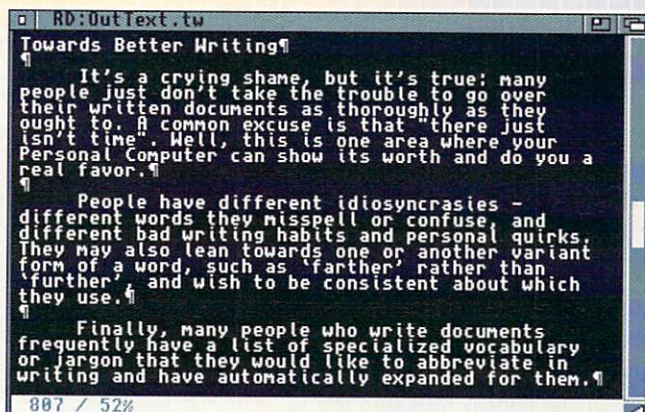 RD:OutText.tw
Towards Better Writing¶
¶
It's a crying shame, but it's true: many
people just don't take the trouble to go over
their written documents as thoroughly as they
ought to. A common excuse is that "there just
isn't time". Well, this is one area where your
Personal Computer can show its worth and do you a
real favor.¶
¶
People have different idiosyncrasies -
different words they misspell or confuse, and
different bad writing habits and personal quirks.
They may also lean towards one or another variant
form of a word, such as 'farther' rather than
'further', and wish to be consistent about which
they use.¶
¶
Finally, many people who write documents
frequently have a list of specialized vocabulary
or jargon that they would like to abbreviate in
writing and have automatically expanded for them.¶
807 / 52%